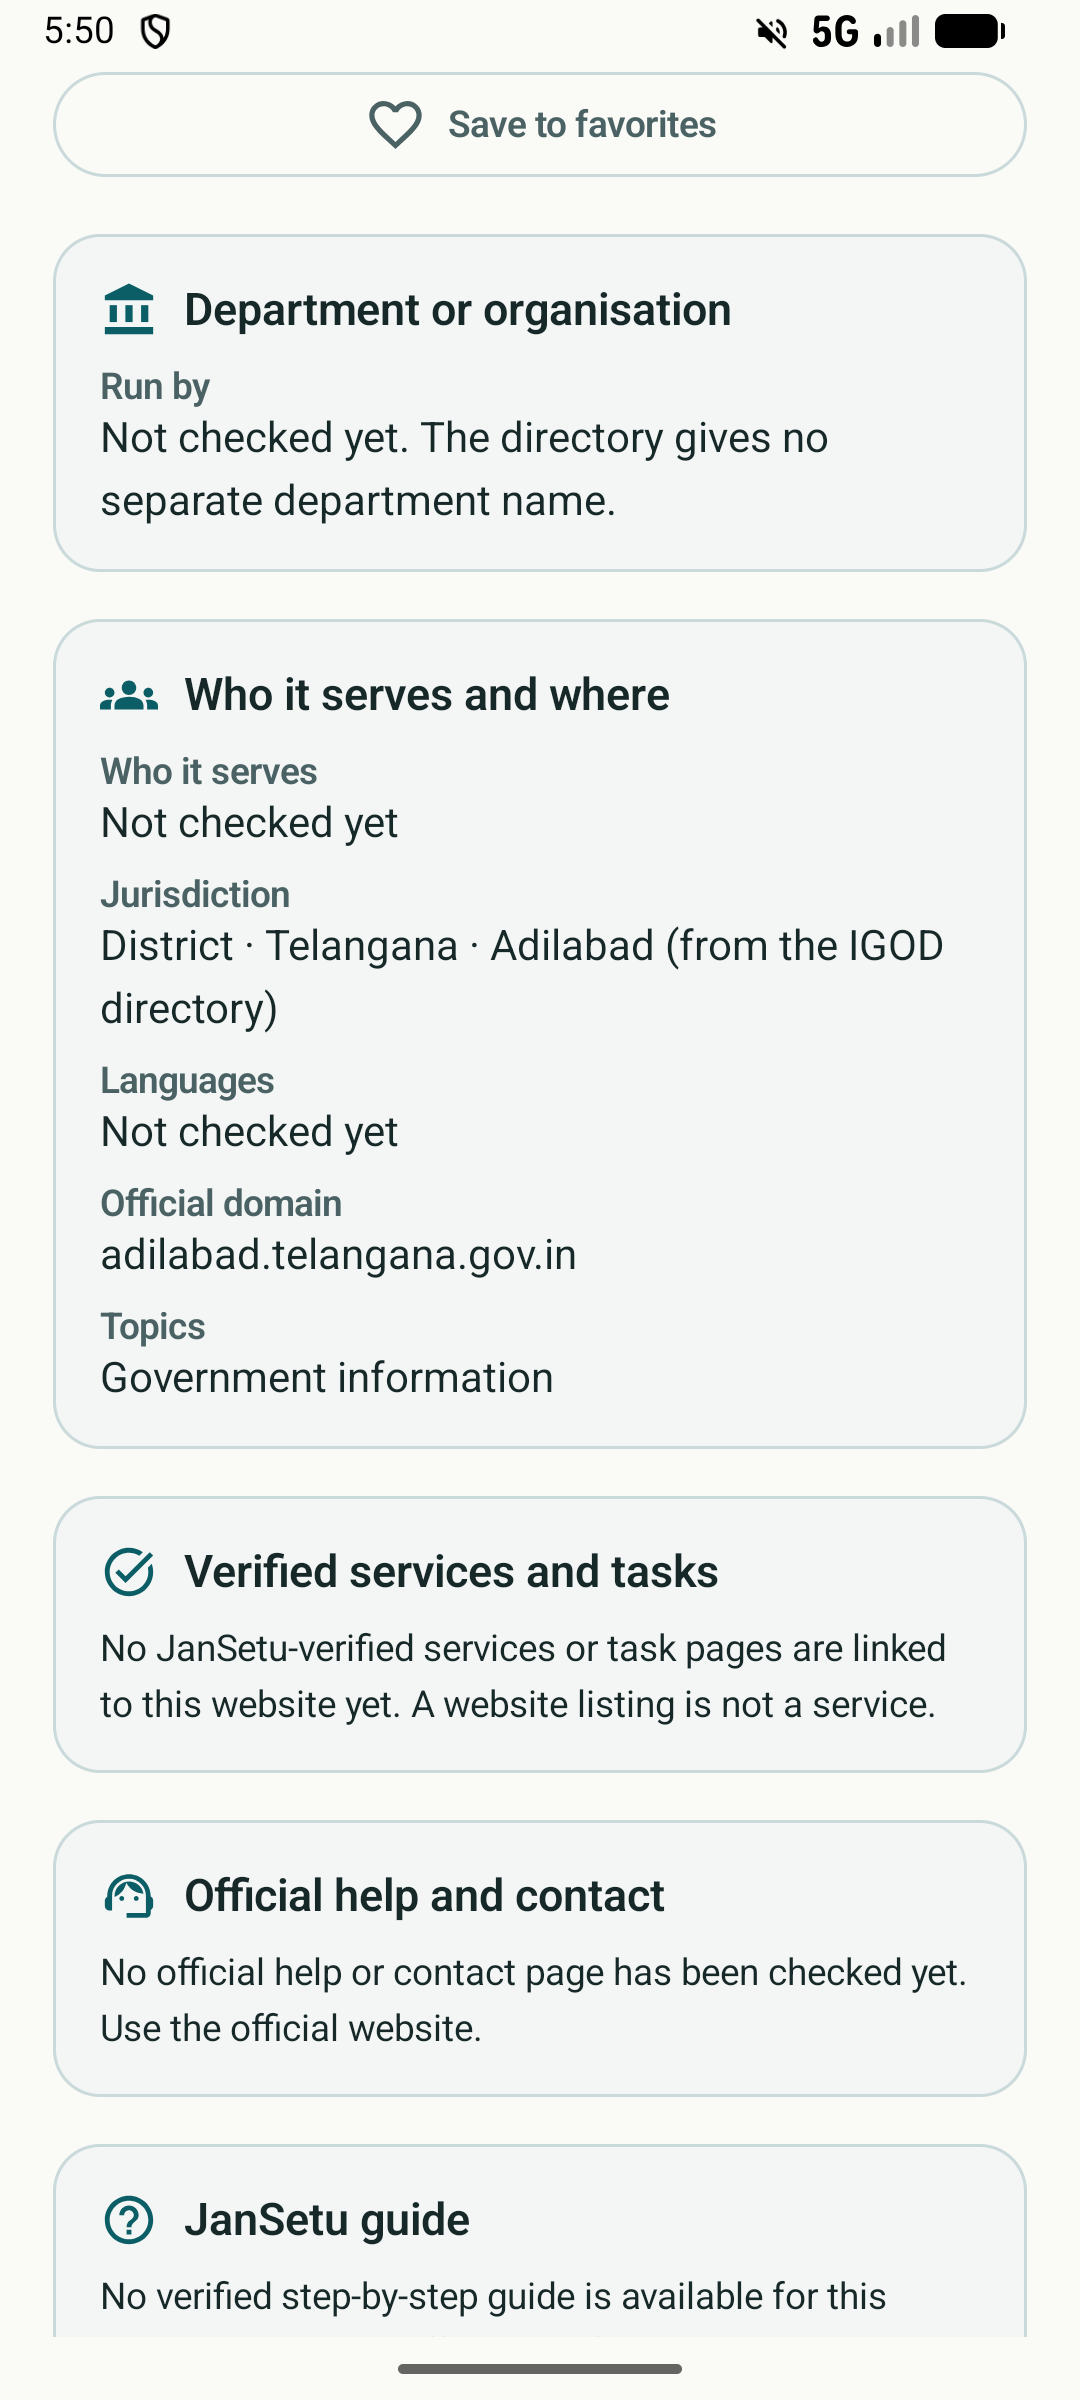 5:50
5G
Save to favorites
Department or organisation
Run by
Not checked yet. The directory gives no
separate department name.
Who it serves and where
Who it serves
Not checked yet
Jurisdiction
District · Telangana · Adilabad (from the IGOD
directory)
Languages
Not checked yet
Official domain
adilabad.telangana.gov.in
Topics
Government information
Verified services and tasks
No JanSetu-verified services or task pages are linked
to this website yet. A website listing is not a service.
Official help and contact
No official help or contact page has been checked yet.
Use the official website.
JanSetu guide
No verified step-by-step guide is available for this